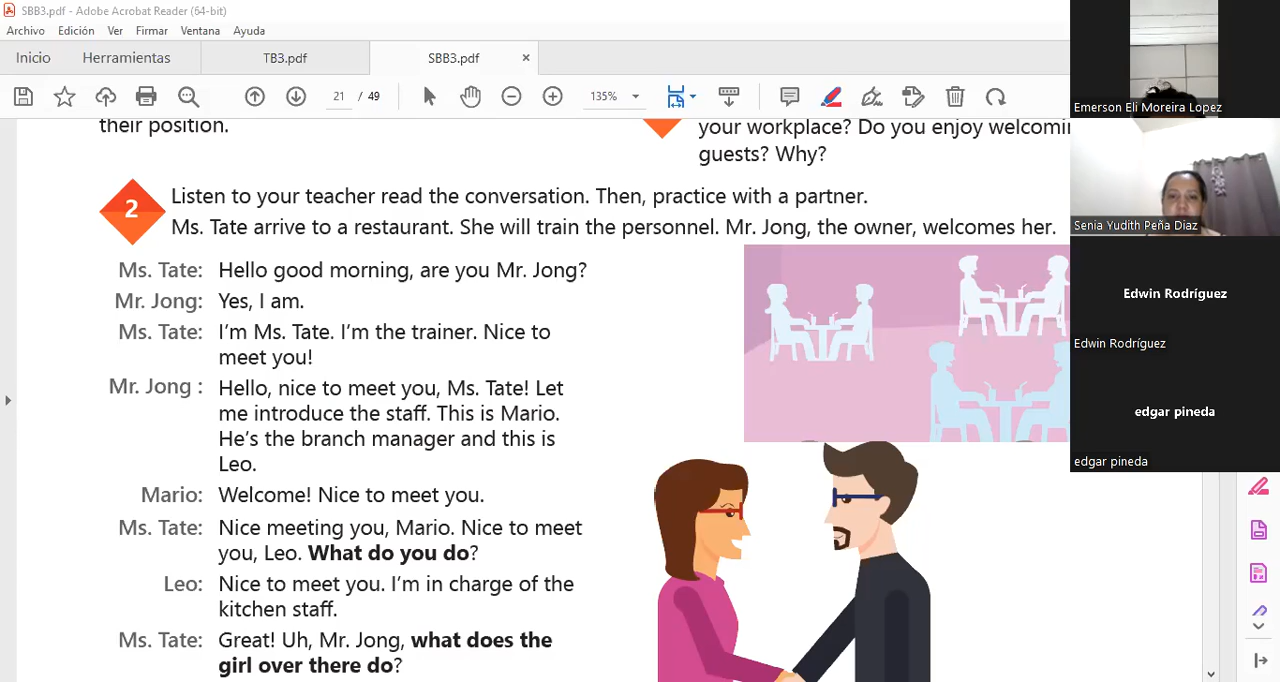 SBB3.pdf - Adobe Acrobat Reader (64-bit)
Archivo Edición Ver Firmar Ventana Ayuda
Inicio Herramientas TB3.pdf SBB3.pdf ×
21 / 49 135%
their position.
your workplace? Do you enjoy welcomi
guests? Why?
2 Listen to your teacher read the conversation. Then, practice with a partner.
Ms. Tate arrive to a restaurant. She will train the personnel. Mr. Jong, the owner, welcomes her.
Ms. Tate: Hello good morning, are you Mr. Jong?
Mr. Jong: Yes, I am.
Ms. Tate: I'm Ms. Tate. I'm the trainer. Nice to
meet you!
Mr. Jong : Hello, nice to meet you, Ms. Tate! Let
me introduce the staff. This is Mario.
He's the branch manager and this is
Leo.
Mario: Welcome! Nice to meet you.
Ms. Tate: Nice meeting you, Mario. Nice to meet
you, Leo. What do you do?
Leo: Nice to meet you. I'm in charge of the
kitchen staff.
Ms. Tate: Great! Uh, Mr. Jong, what does the
girl over there do?
Emerson Eli Moreira Lopez
Senia Yudith Peña Diaz
Edwin Rodríguez
Edwin Rodríguez
edgar pineda
edgar pineda